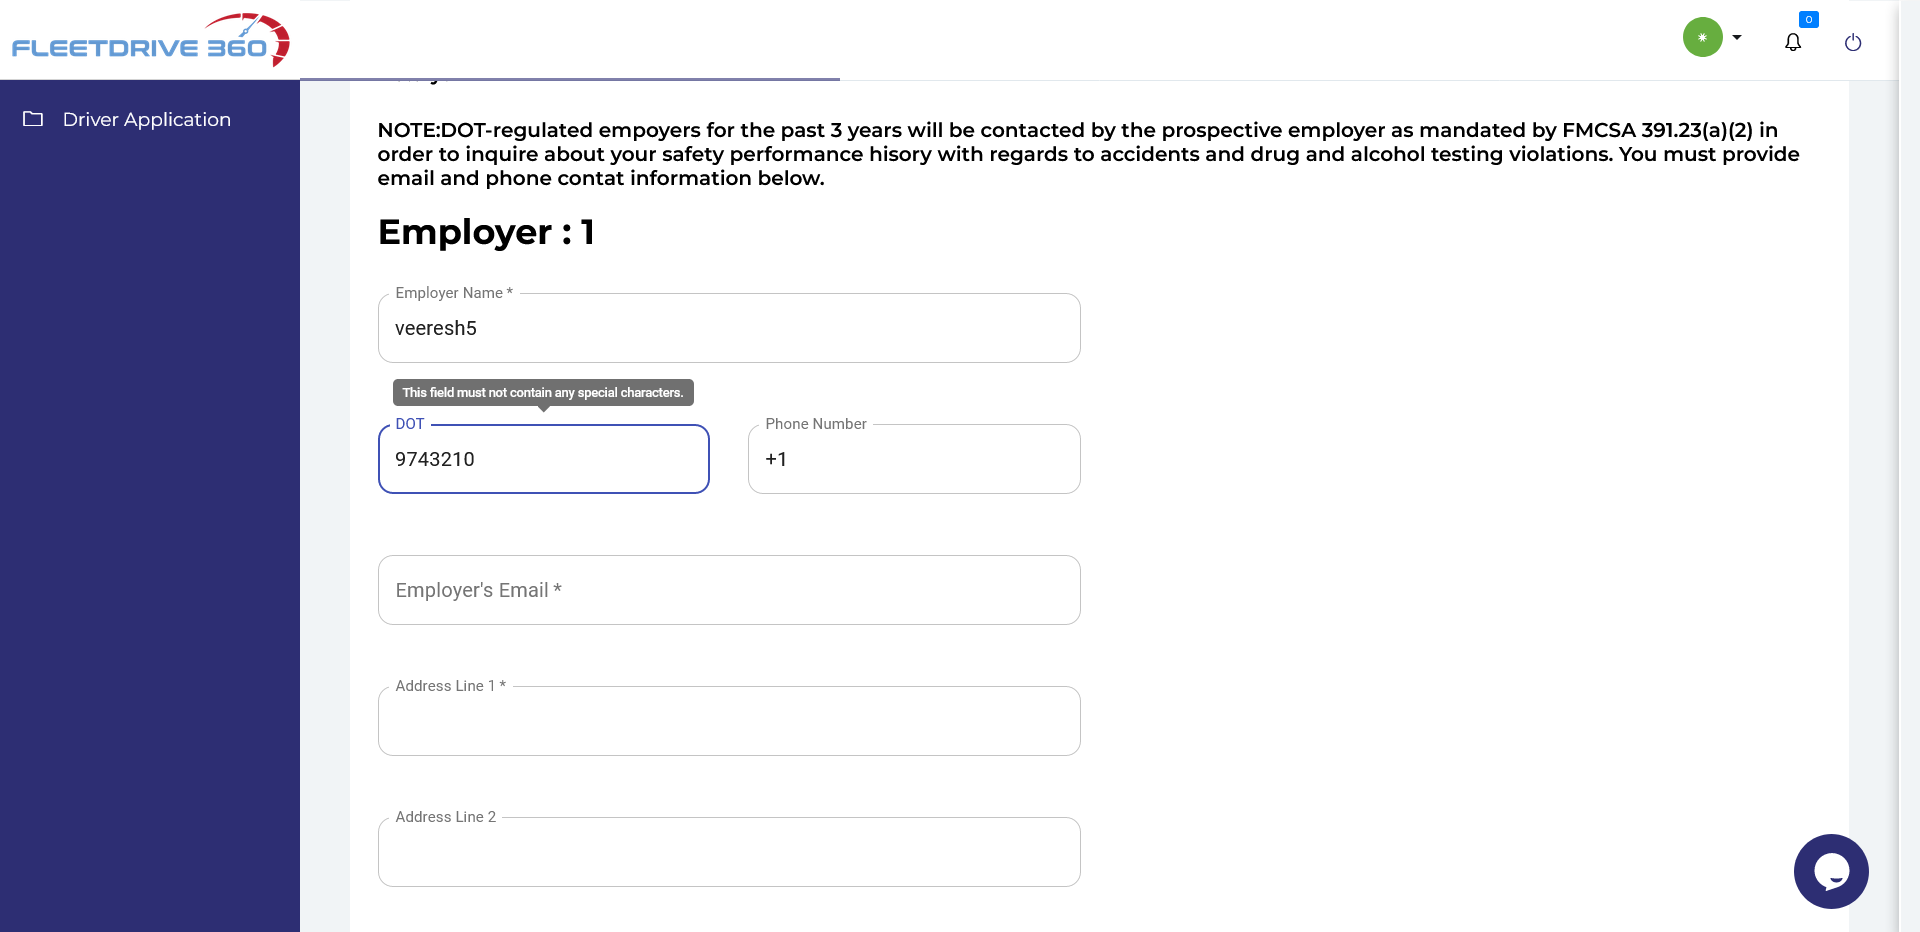 FLEETDRIVE 360
0
Driver Application
NOTE:DOT-regulated empoyers for the past 3 years will be contacted by the prospective employer as mandated by FMCSA 391.23(a)(2) in
order to inquire about your safety performance hisory with regards to accidents and drug and alcohol testing violations. You must provide
email and phone contat information below.
Employer : 1
Employer Name *
veeresh5
This field must not contain any special characters.
DOT
9743210
Phone Number
+1
Employer's Email *
Address Line 1 *
Address Line 2